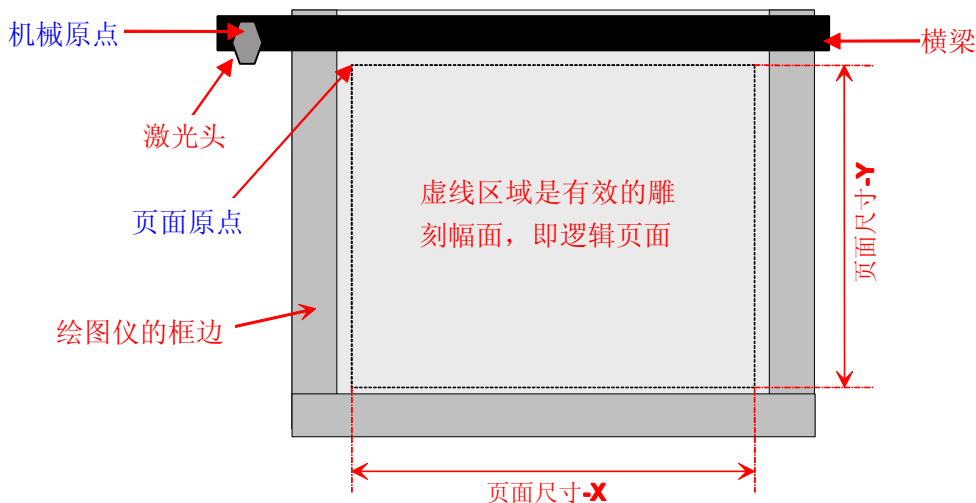 机械原点
横梁
激光头
虚线区域是有效的雕
刻幅面，即逻辑页面
页面原点
页面尺寸-Y
绘图仪的框边
页面尺寸-X